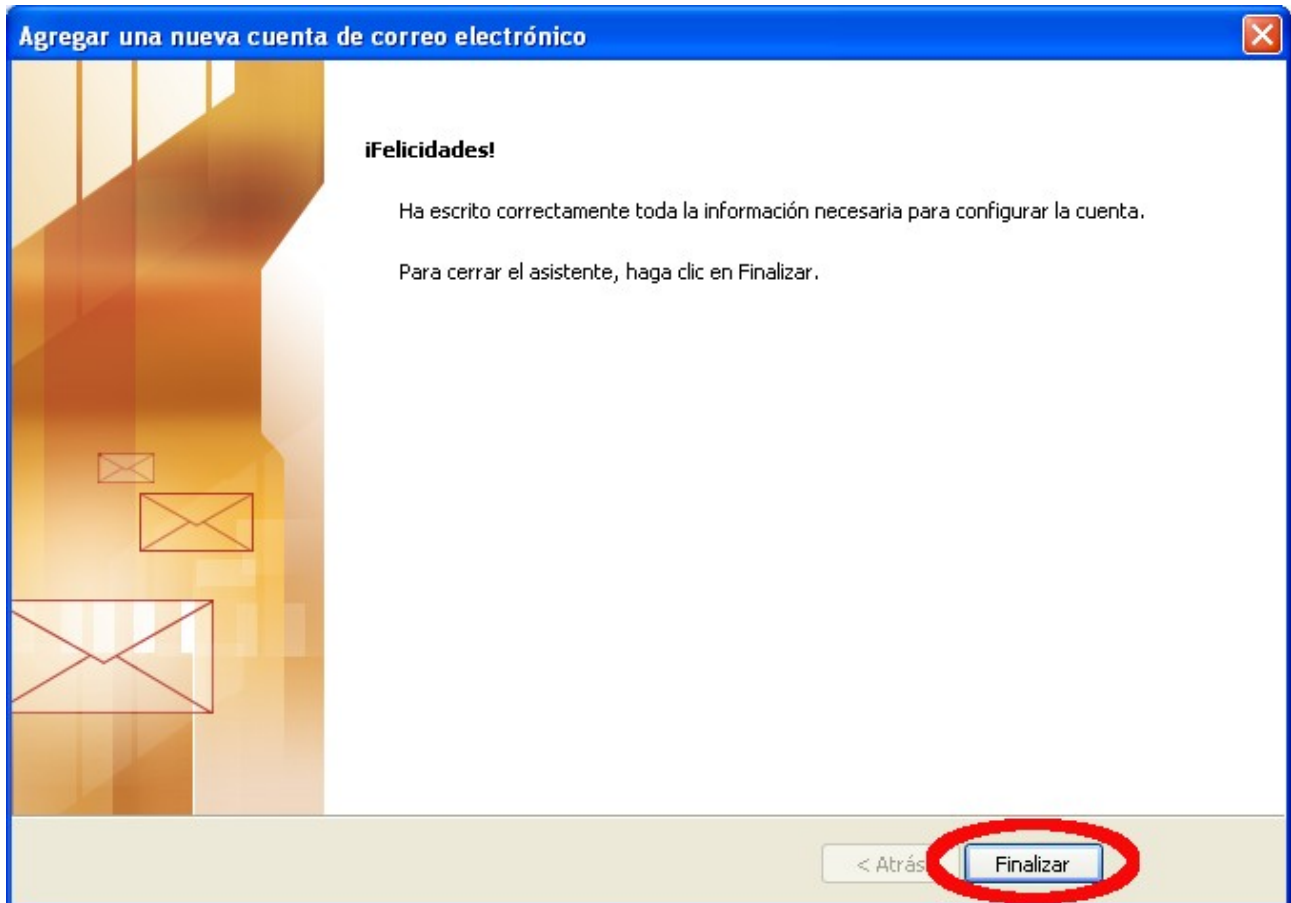 Agregar una nueva cuenta de correo electrónico
¡Felicidades!
Ha escrito correctamente toda la información necesaria para configurar la cuenta.
Para cerrar el asistente, haga clic en Finalizar.
< Atrás
Finalizar